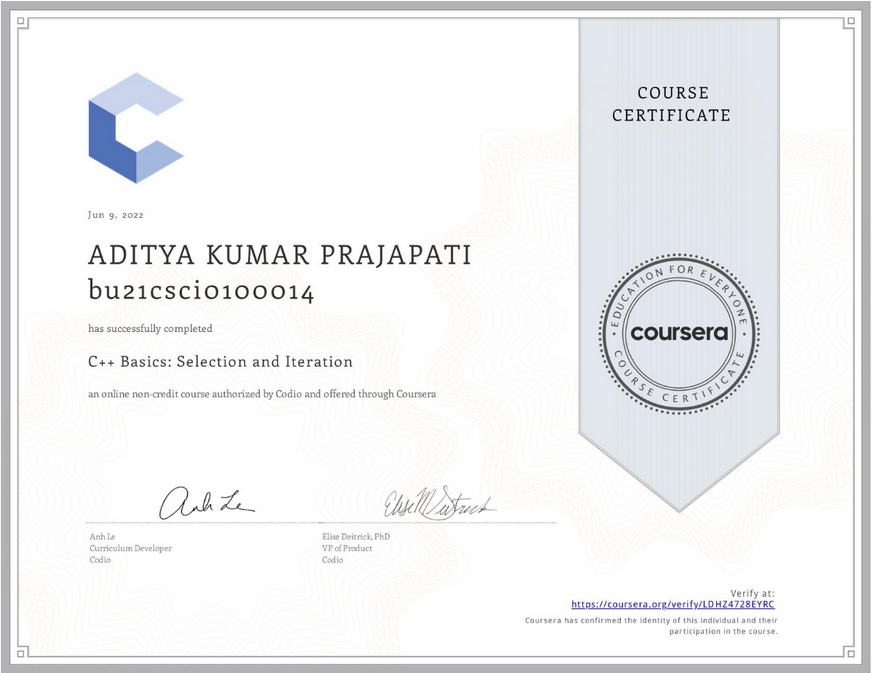 COURSE
CERTIFICATE
Jun 9, 2022
ADITYA KUMAR PRAJAPATI
bu21csci0100014
has successfully completed
C++ Basics: Selection and Iteration
an online non-credit course authorized by Codio and offered through Coursera
EDUCATION FOR EVERYONE
coursera
COURSE CERTIFICATE
Anh Le
Elise M Deitrick
Anh Le
Curriculum Developer
Codio
Elise Deitrick, PhD
VP of Product
Codio
Verify at:
https://coursera.org/verify/LDHZ4728EYRC
Coursera has confirmed the identity of this individual and their
participation in the course.